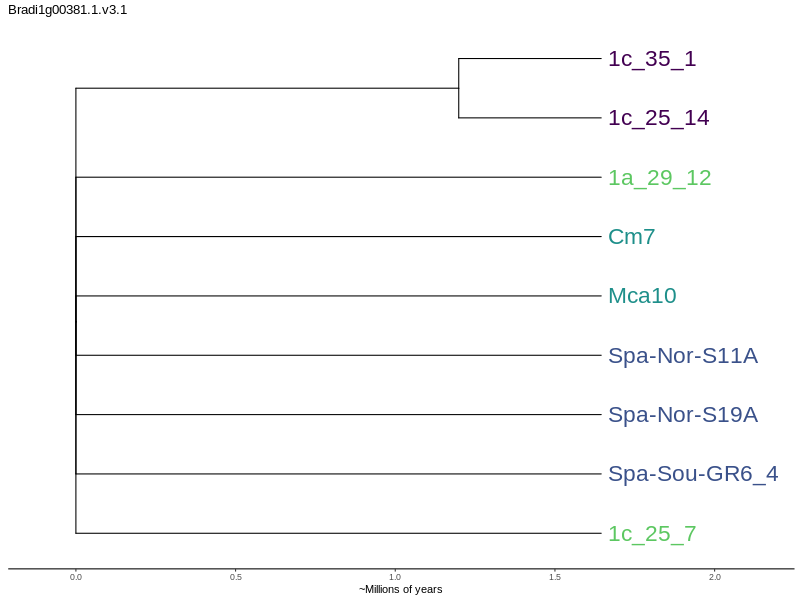 Bradi1g00381.1.v3.1
1c_35_1
1c_25_14
1a_29_12
Cm7
Mca10
Spa-Nor-S11A
Spa-Nor-S19A
Spa-Sou-GR6_4
1c_25_7
0.0 0.5 1.0 1.5 2.0
~Millions of years